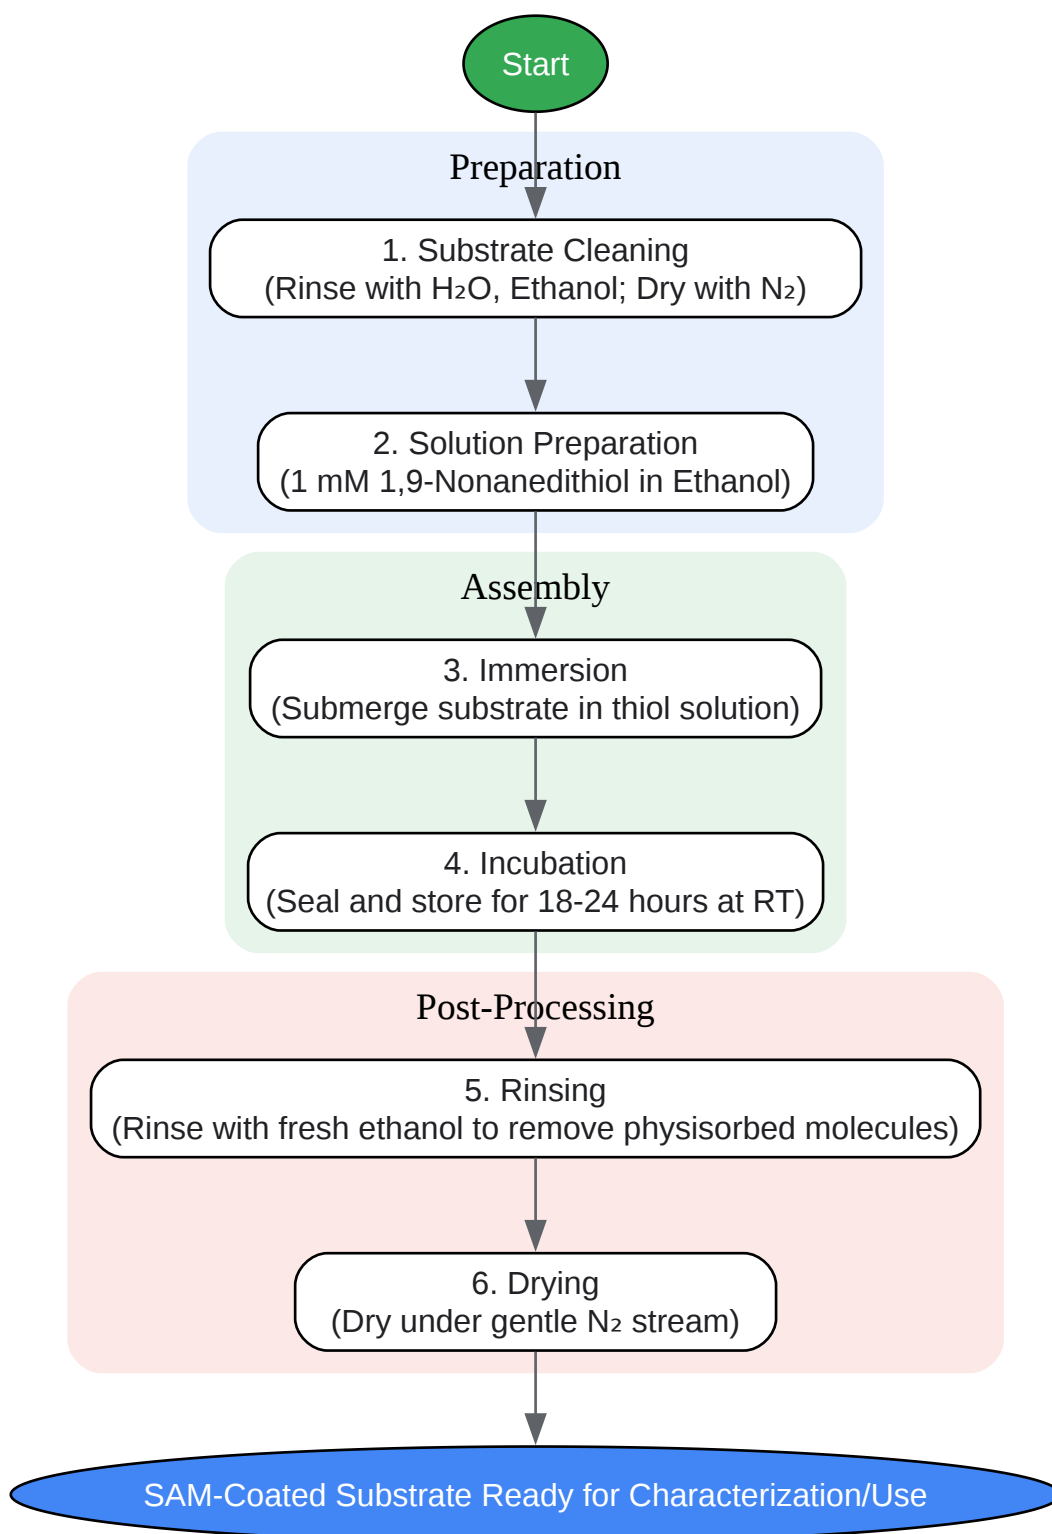 Start
Preparation
1. Substrate Cleaning
(Rinse with H₂O, Ethanol; Dry with N₂)
2. Solution Preparation
(1 mM 1,9-Nonanedithiol in Ethanol)
Assembly
3. Immersion
(Submerge substrate in thiol solution)
4. Incubation
(Seal and store for 18-24 hours at RT)
Post-Processing
5. Rinsing
(Rinse with fresh ethanol to remove physisorbed molecules)
6. Drying
(Dry under gentle N₂ stream)
SAM-Coated Substrate Ready for Characterization/Use